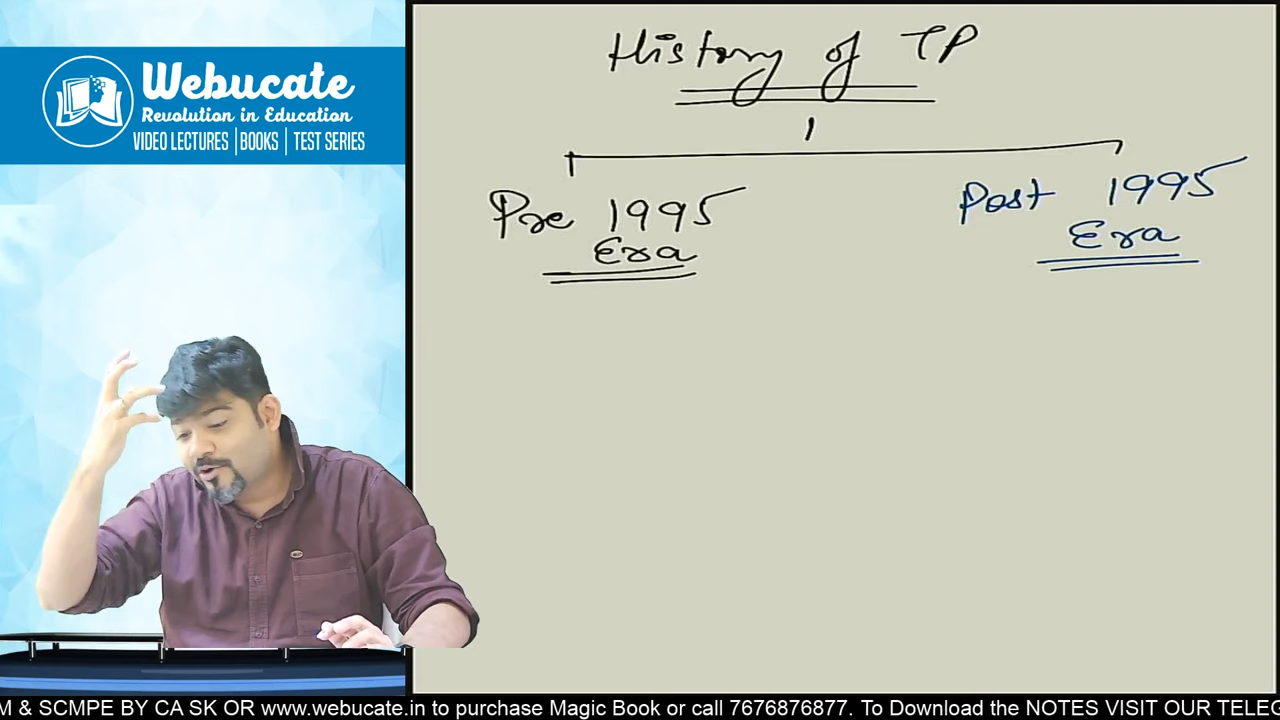 Webucate
Revolution in Education
VIDEO LECTURES | BOOKS | TEST SERIES
History of TP
Pre 1995
Era
Post 1995
Era
M & SCMPE BY CA SK OR www.webucate.in to purchase Magic Book or call 7676876877. To Download the NOTES VISIT OUR TELEG